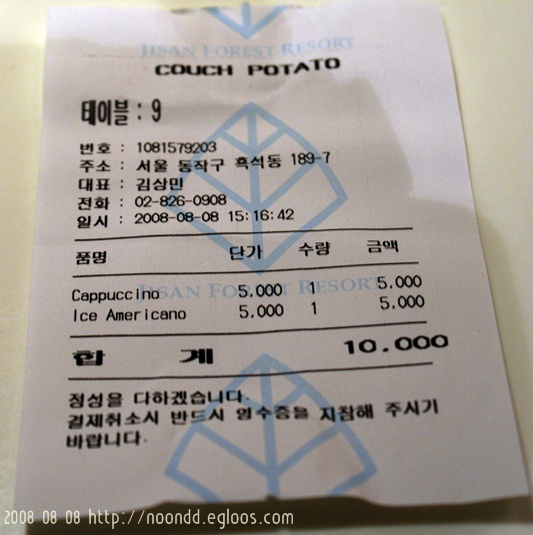 JISAN FOREST RESORT
COUCH POTATO
테이블 : 9
번호 : 1081579203
주소 : 서울 동작구 흑석동 189-7
대표 : 김상민
전화 : 02-826-0908
일시 : 2008-08-08 15:16:42
품명 단가 수량 금액
JISAN FOREST RESORT
Cappuccino 5,000 1 5,000
Ice Americano 5,000 1 5,000
합 계 10,000
정성을 다하겠습니다.
결제취소시 반드시 영수증을 지참해 주시기
바랍니다.
2008 08 08 http://noondd.egloos.com